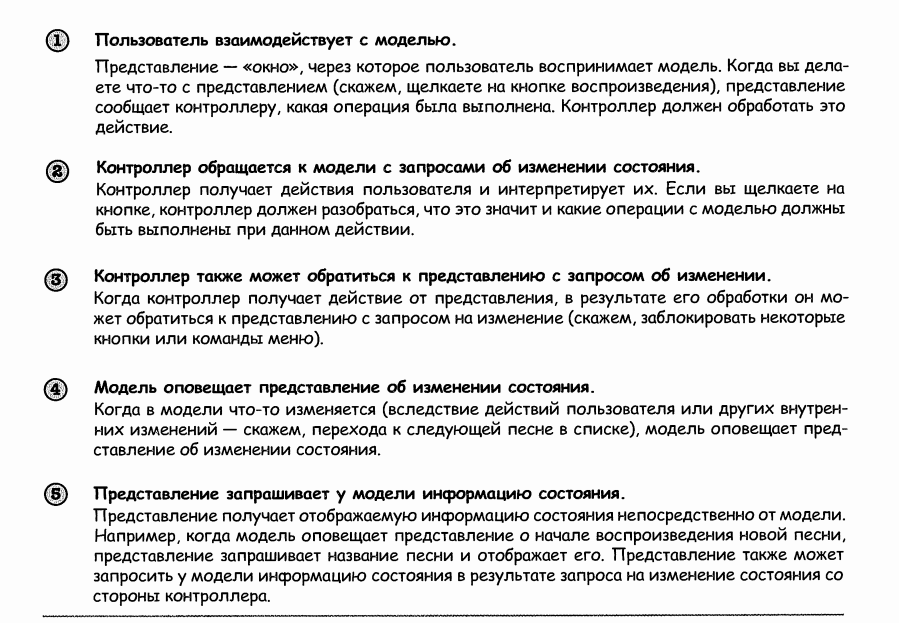 1 Пользователь взаимодействует с моделью.
Представление — «окно», через которое пользователь воспринимает модель. Когда вы дела-
ете что-то с представлением (скажем, щелкаете на кнопке воспроизведения), представление
сообщает контроллеру, какая операция была выполнена. Контроллер должен обработать это
действие.
2 Контроллер обращается к модели с запросами об изменении состояния.
Контроллер получает действия пользователя и интерпретирует их. Если вы щелкаете на
кнопке, контроллер должен разобраться, что это значит и какие операции с моделью должны
быть выполнены при данном действии.
3 Контроллер также может обратиться к представлению с запросом об изменении.
Когда контроллер получает действие от представления, в результате его обработки он мо-
жет обратиться к представлению с запросом на изменение (скажем, заблокировать некоторые
кнопки или команды меню).
4 Модель оповещает представление об изменении состояния.
Когда в модели что-то изменяется (вследствие действий пользователя или других внутрен-
них изменений — скажем, перехода к следующей песне в списке), модель оповещает пред-
ставление об изменении состояния.
5 Представление запрашивает у модели информацию состояния.
Представление получает отображаемую информацию состояния непосредственно от модели.
Например, когда модель оповещает представление о начале воспроизведения новой песни,
представление запрашивает название песни и отображает его. Представление также может
запросить у модели информацию состояния в результате запроса на изменение состояния со
стороны контроллера.